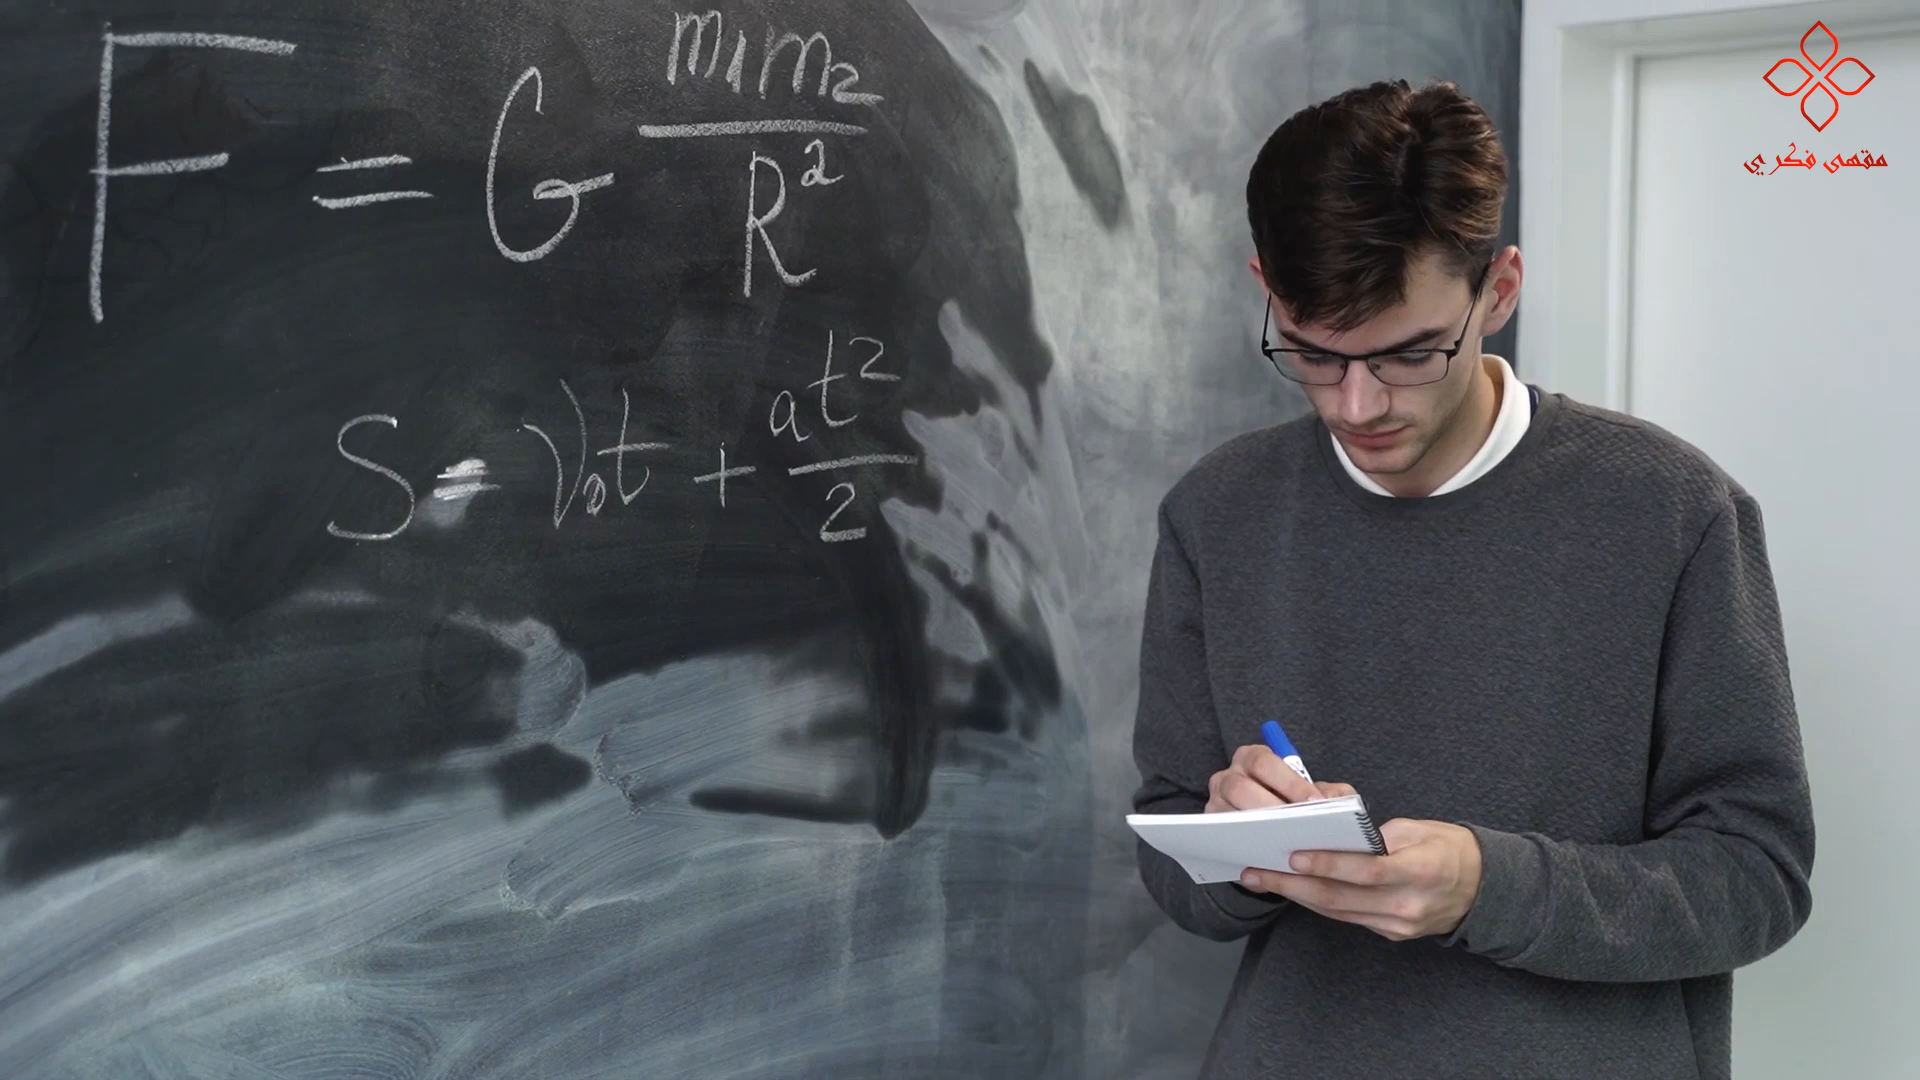 F = G m₁m₂ / R²
S = V₀t + at² / 2
مقهى فكري